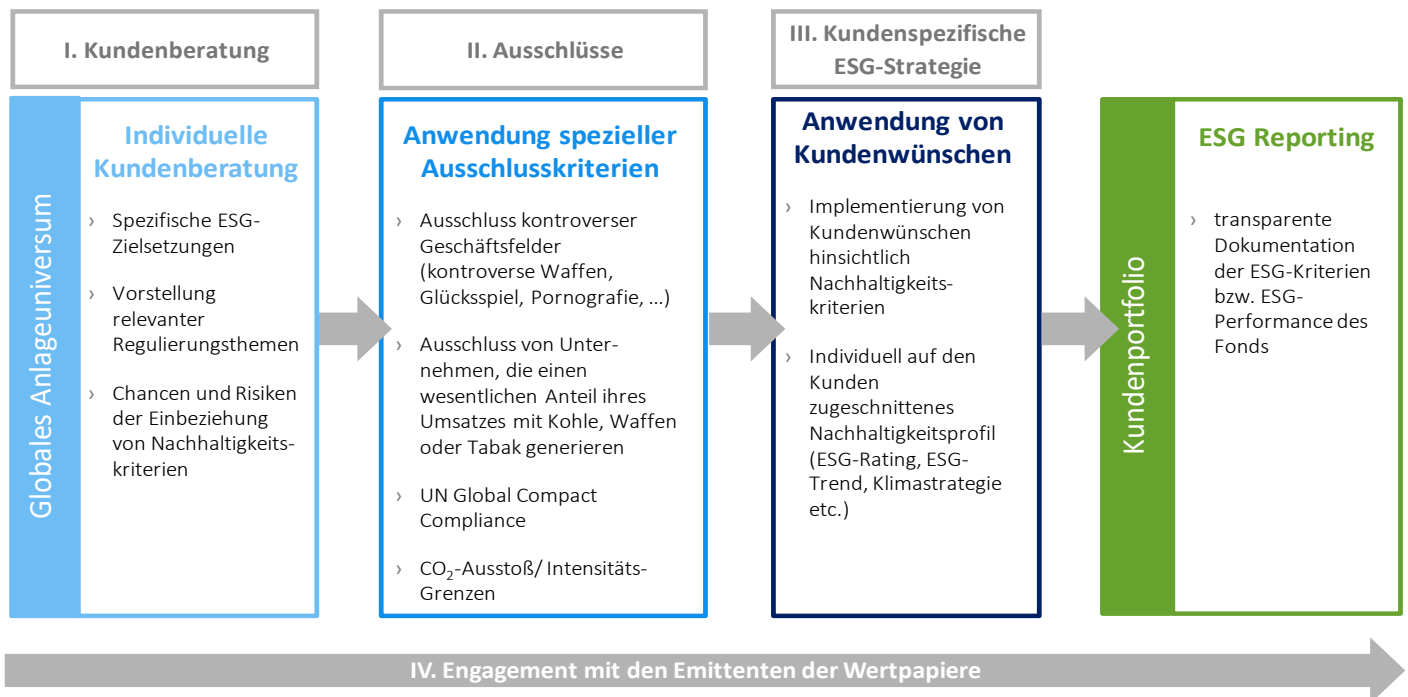 I. Kundenberatung
II. Ausschlüsse
III. Kundenspezifische
ESG-Strategie
Globales Anlageuniversum
Individuelle
Kundenberatung
› Spezifische ESG-
Zielsetzungen
› Vorstellung
relevanter
Regulierungsthemen
› Chancen und Risiken
der Einbeziehung
von Nachhaltigkeits-
kriterien
Anwendung spezieller
Ausschlusskriterien
› Ausschluss kontroverser
Geschäftsfelder
(kontroverse Waffen,
Glücksspiel, Pornografie, ...)
› Ausschluss von Unter-
nehmen, die einen
wesentlichen Anteil ihres
Umsatzes mit Kohle, Waffen
oder Tabak generieren
› UN Global Compact
Compliance
› CO₂-Ausstoß/ Intensitäts-
Grenzen
Anwendung von
Kundenwünschen
› Implementierung von
Kundenwünschen
hinsichtlich
Nachhaltigkeits-
kriterien
› Individuell auf den
Kunden
zugeschnittenes
Nachhaltigkeitsprofil
(ESG-Rating, ESG-
Trend, Klimastrategie
etc.)
Kundenportfolio
ESG Reporting
› transparente
Dokumentation
der ESG-Kriterien
bzw. ESG-
Performance des
Fonds
IV. Engagement mit den Emittenten der Wertpapiere